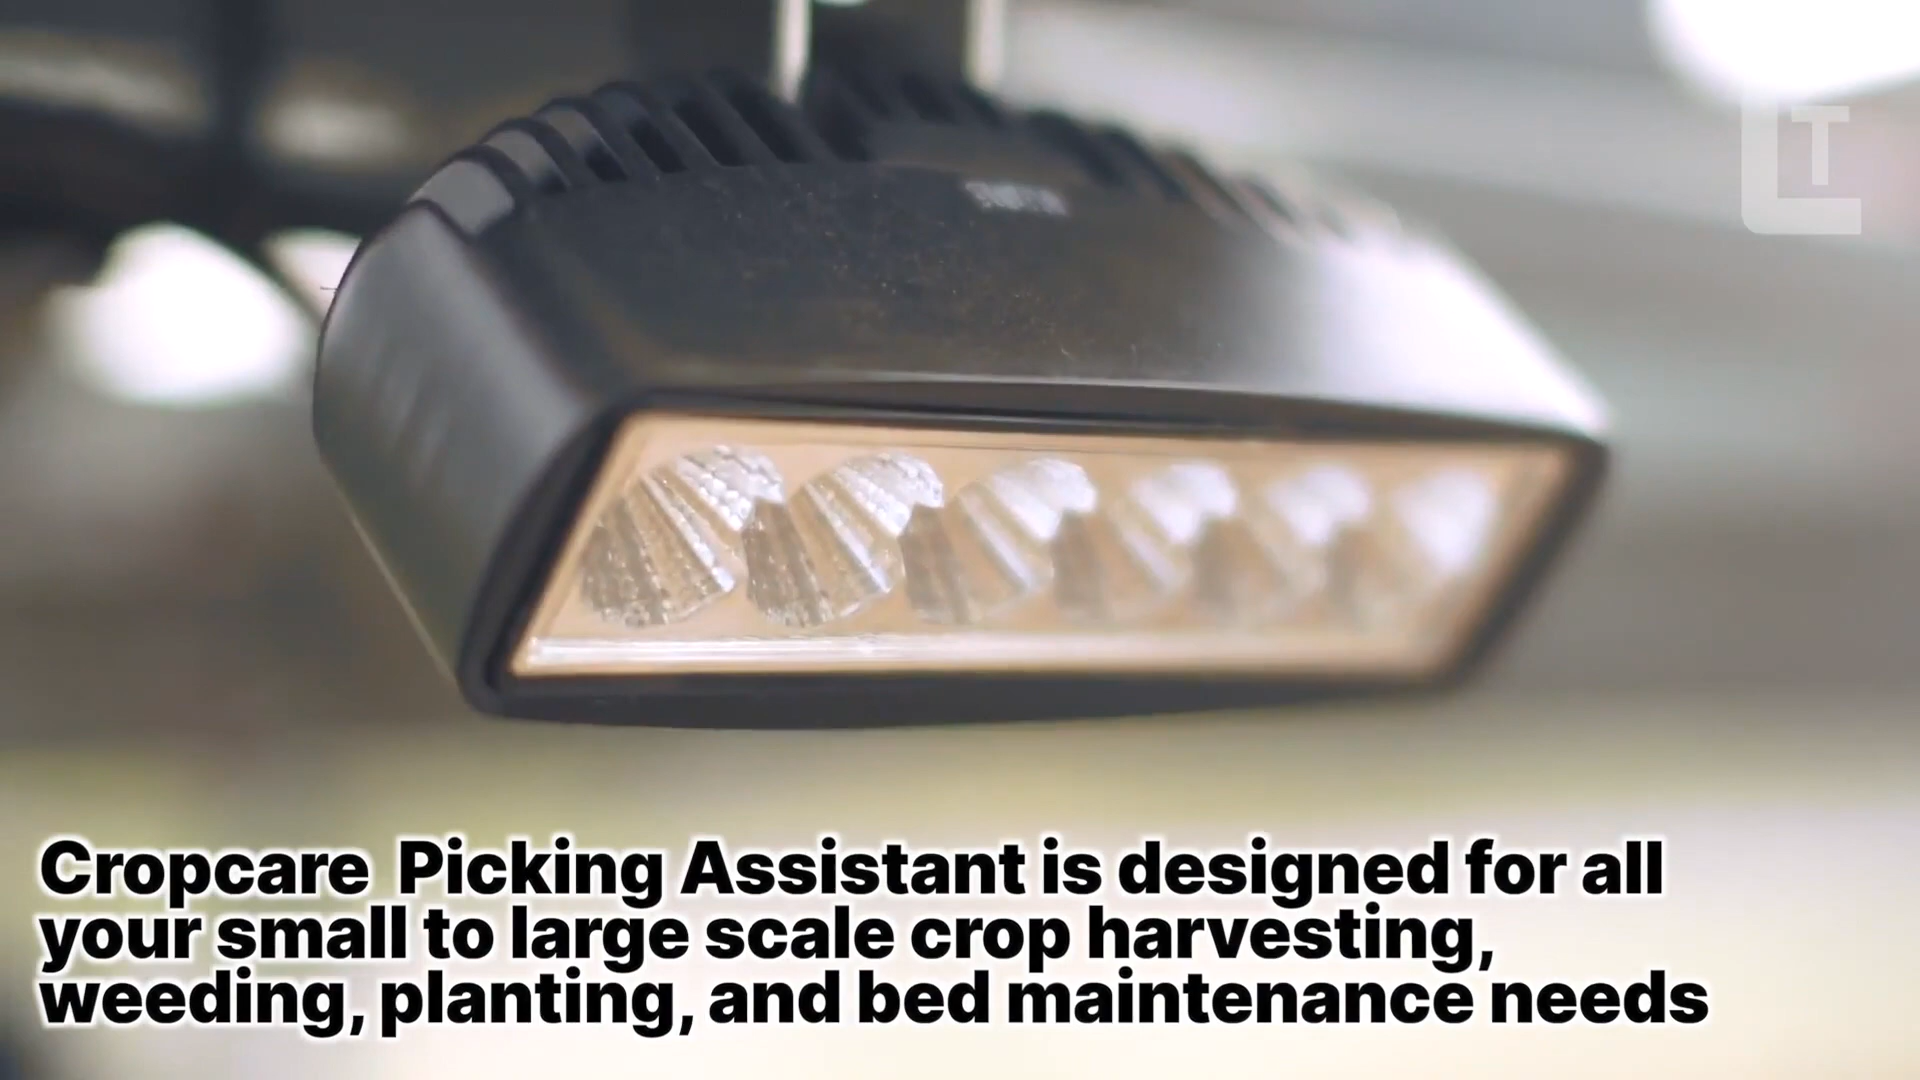 LT
Cropcare  Picking Assistant is designed for all
your small to large scale crop harvesting,
weeding, planting, and bed maintenance needs